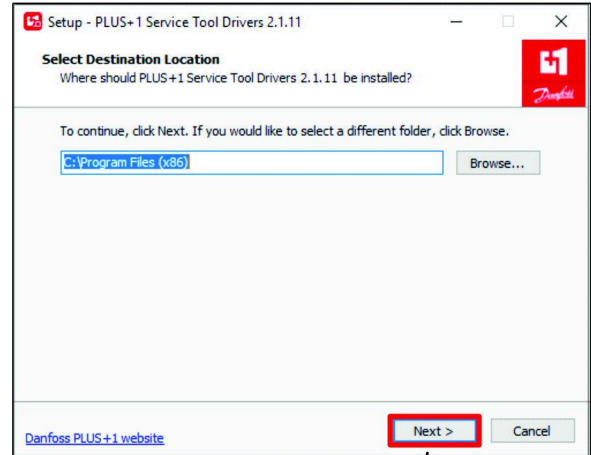 Setup - PLUS+1 Service Tool Drivers 2.1.11
Select Destination Location
Where should PLUS+1 Service Tool Drivers 2.1.11 be installed?
Danfoss
To continue, click Next. If you would like to select a different folder, click Browse.
C:\Program Files (x86)
Browse...
Danfoss PLUS+1 website
Next >
Cancel